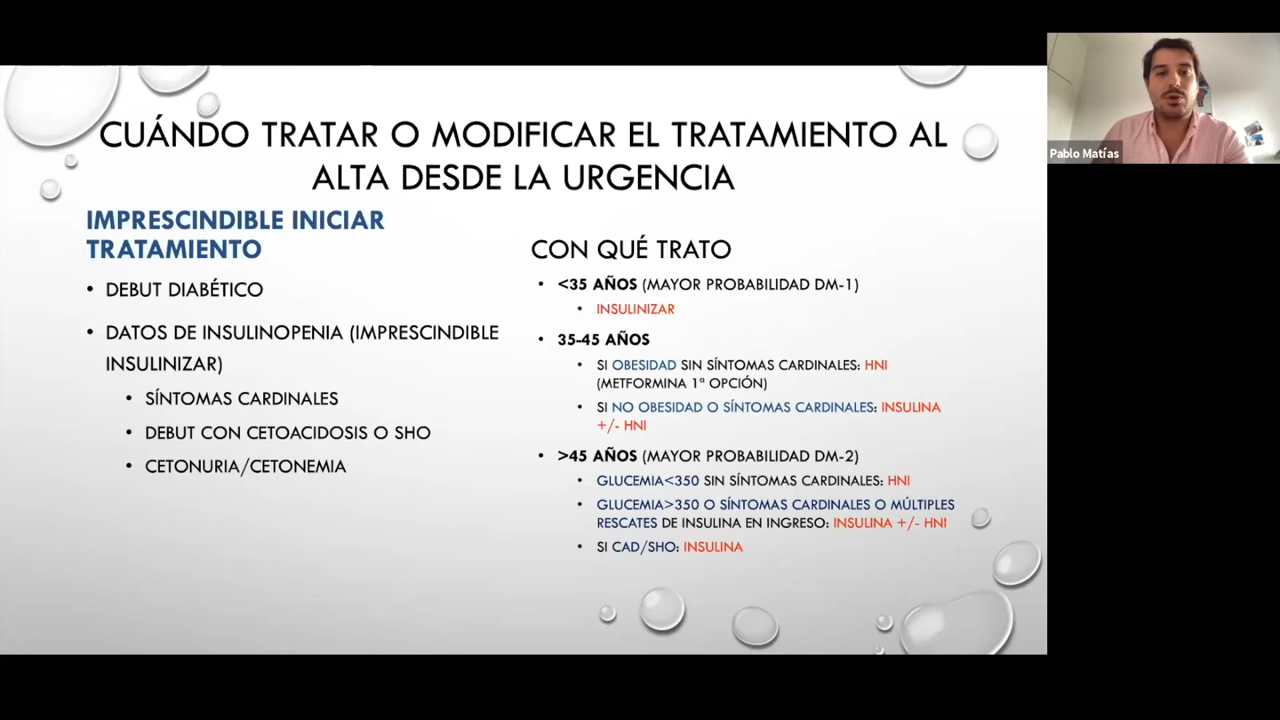 CUÁNDO TRATAR O MODIFICAR EL TRATAMIENTO AL
ALTA DESDE LA URGENCIA
IMPRESCINDIBLE INICIAR
TRATAMIENTO
• DEBUT DIABÉTICO
• DATOS DE INSULINOPENIA (IMPRESCINDIBLE
INSULINIZAR)
• SÍNTOMAS CARDINALES
• DEBUT CON CETOACIDOSIS O SHO
• CETONURIA/CETONEMIA
CON QUÉ TRATO
• <35 AÑOS (MAYOR PROBABILIDAD DM-1)
• INSULINIZAR
• 35-45 AÑOS
• SI OBESIDAD SIN SÍNTOMAS CARDINALES: HNI
(METFORMINA 1ª OPCIÓN)
• SI NO OBESIDAD O SÍNTOMAS CARDINALES: INSULINA
+/- HNI
• >45 AÑOS (MAYOR PROBABILIDAD DM-2)
• GLUCEMIA<350 SIN SÍNTOMAS CARDINALES: HNI
• GLUCEMIA>350 O SÍNTOMAS CARDINALES O MÚLTIPLES
RESCATES DE INSULINA EN INGRESO: INSULINA +/- HNI
• SI CAD/SHO: INSULINA
Pablo Matías